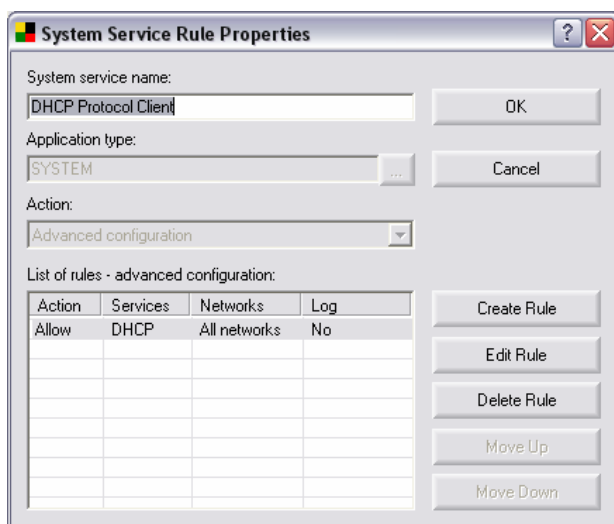 System Service Rule Properties
System service name:
DHCP Protocol Client
OK
Application type:
SYSTEM
...
Cancel
Action:
Advanced configuration
List of rules - advanced configuration:
Action Services Networks Log
Allow DHCP All networks No
Create Rule
Edit Rule
Delete Rule
Move Up
Move Down